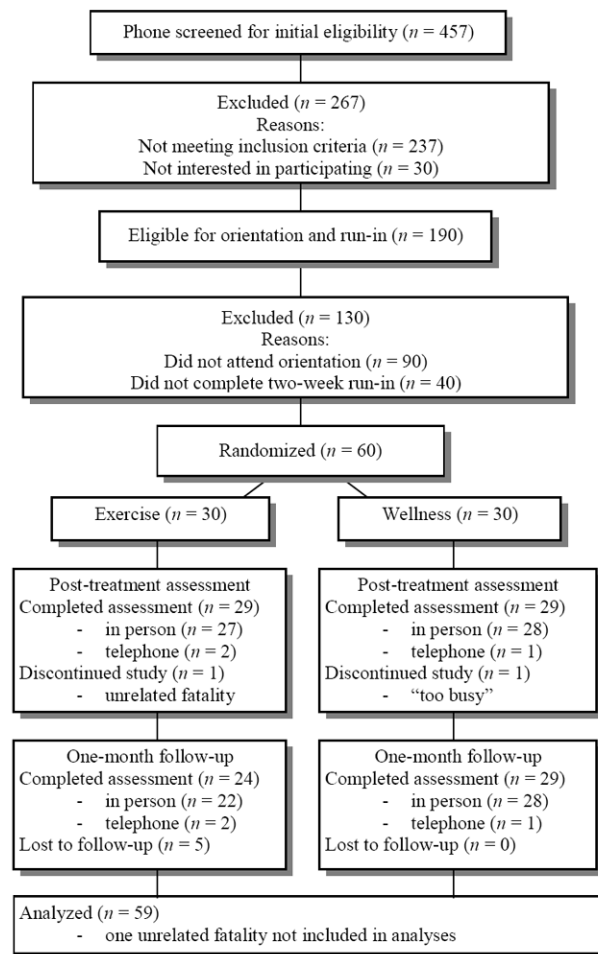 Phone screened for initial eligibility (n = 457)
Excluded (n = 267)
Reasons:
Not meeting inclusion criteria (n = 237)
Not interested in participating (n = 30)
Eligible for orientation and run-in (n = 190)
Excluded (n = 130)
Reasons:
Did not attend orientation (n = 90)
Did not complete two-week run-in (n = 40)
Randomized (n = 60)
Exercise (n = 30)
Wellness (n = 30)
Post-treatment assessment
Completed assessment (n = 29)
- in person (n = 27)
- telephone (n = 2)
Discontinued study (n = 1)
- unrelated fatality
Post-treatment assessment
Completed assessment (n = 29)
- in person (n = 28)
- telephone (n = 1)
Discontinued study (n = 1)
- “too busy”
One-month follow-up
Completed assessment (n = 24)
- in person (n = 22)
- telephone (n = 2)
Lost to follow-up (n = 5)
One-month follow-up
Completed assessment (n = 29)
- in person (n = 28)
- telephone (n = 1)
Lost to follow-up (n = 0)
Analyzed (n = 59)
- one unrelated fatality not included in analyses